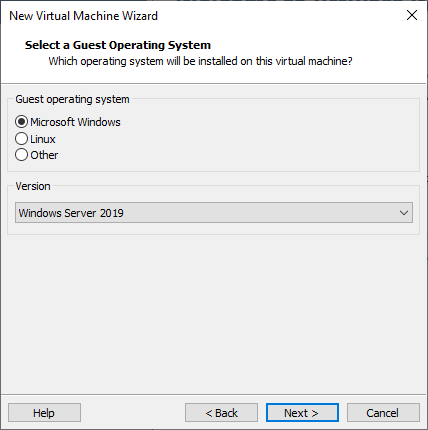 New Virtual Machine Wizard
Select a Guest Operating System
Which operating system will be installed on this virtual machine?
Guest operating system
Microsoft Windows
Linux
Other
Version
Windows Server 2019
Help
< Back
Next >
Cancel